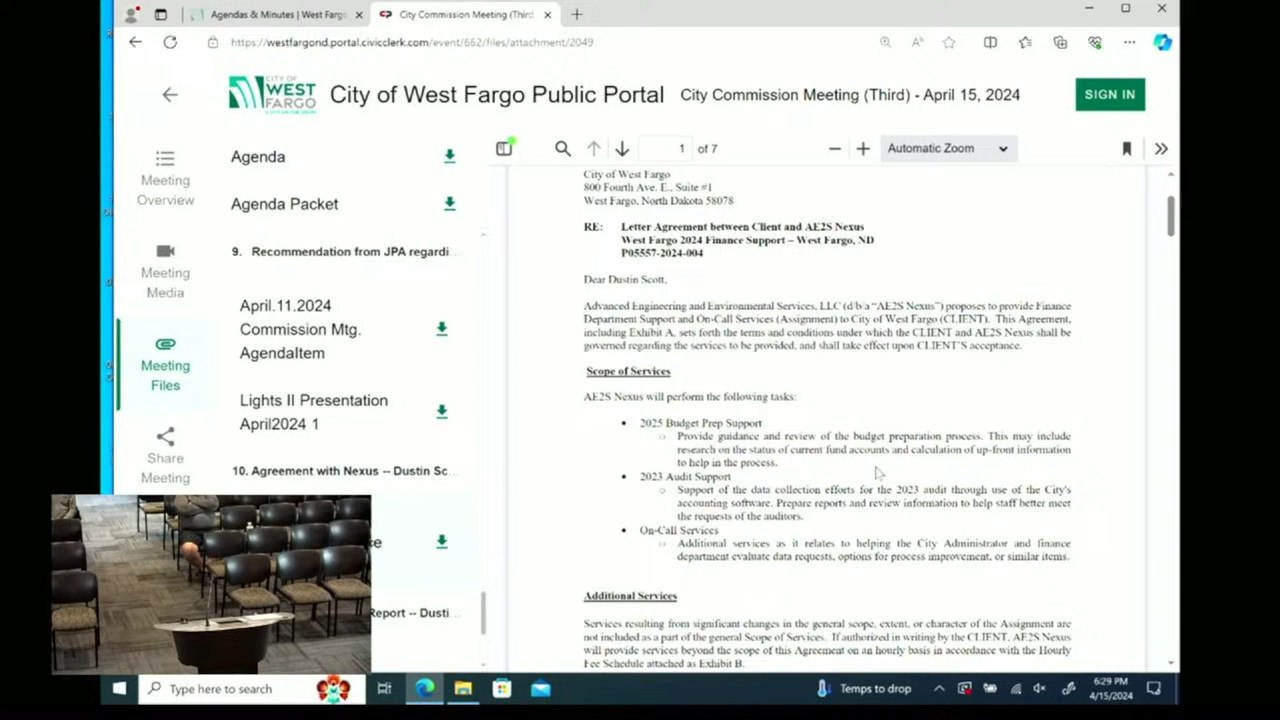 Agendas & Minutes | West Fargo
City Commission Meeting (Third)
https://westfargond.portal.civicclerk.com/event/662/files/attachment/2049
CITY OF
WEST
FARGO
City of West Fargo Public Portal
City Commission Meeting (Third) - April 15, 2024
SIGN IN
Meeting
Overview
Meeting
Media
Meeting
Files
Share
Meeting
Agenda
Agenda Packet
9. Recommendation from JPA regardi
April.11.2024
Commission Mtg.
AgendaItem
Lights II Presentation
April2024 1
10. Agreement with Nexus -- Dustin Sc...
ce
Report -- Dusti
1 of 7
Automatic Zoom
City of West Fargo
800 Fourth Ave. E., Suite #1
West Fargo, North Dakota 58078
RE: Letter Agreement between Client and AE2S Nexus
West Fargo 2024 Finance Support – West Fargo, ND
P05557-2024-004
Dear Dustin Scott,
Advanced Engineering and Environmental Services, LLC (d/b/a “AE2S Nexus”) proposes to provide Finance
Department Support and On-Call Services (Assignment) to City of West Fargo (CLIENT). This Agreement,
including Exhibit A, sets forth the terms and conditions under which the CLIENT and AE2S Nexus shall be
governed regarding the services to be provided, and shall take effect upon CLIENT'S acceptance.
Scope of Services
AE2S Nexus will perform the following tasks:
• 2025 Budget Prep Support
○ Provide guidance and review of the budget preparation process. This may include
research on the status of current fund accounts and calculation of up-front information
to help in the process.
• 2023 Audit Support
○ Support of the data collection efforts for the 2023 audit through use of the City's
accounting software. Prepare reports and review information to help staff better meet
the requests of the auditors.
• On-Call Services
○ Additional services as it relates to helping the City Administrator and finance
department evaluate data requests, options for process improvement, or similar items.
Additional Services
Services resulting from significant changes in the general scope, extent, or character of the Assignment are
not included as a part of the general Scope of Services. If authorized in writing by the CLIENT, AE2S Nexus
will provide services beyond the scope of this Agreement on an hourly basis in accordance with the Hourly
Fee Schedule attached as Exhibit B.
Type here to search
Temps to drop
6:29 PM
4/15/2024